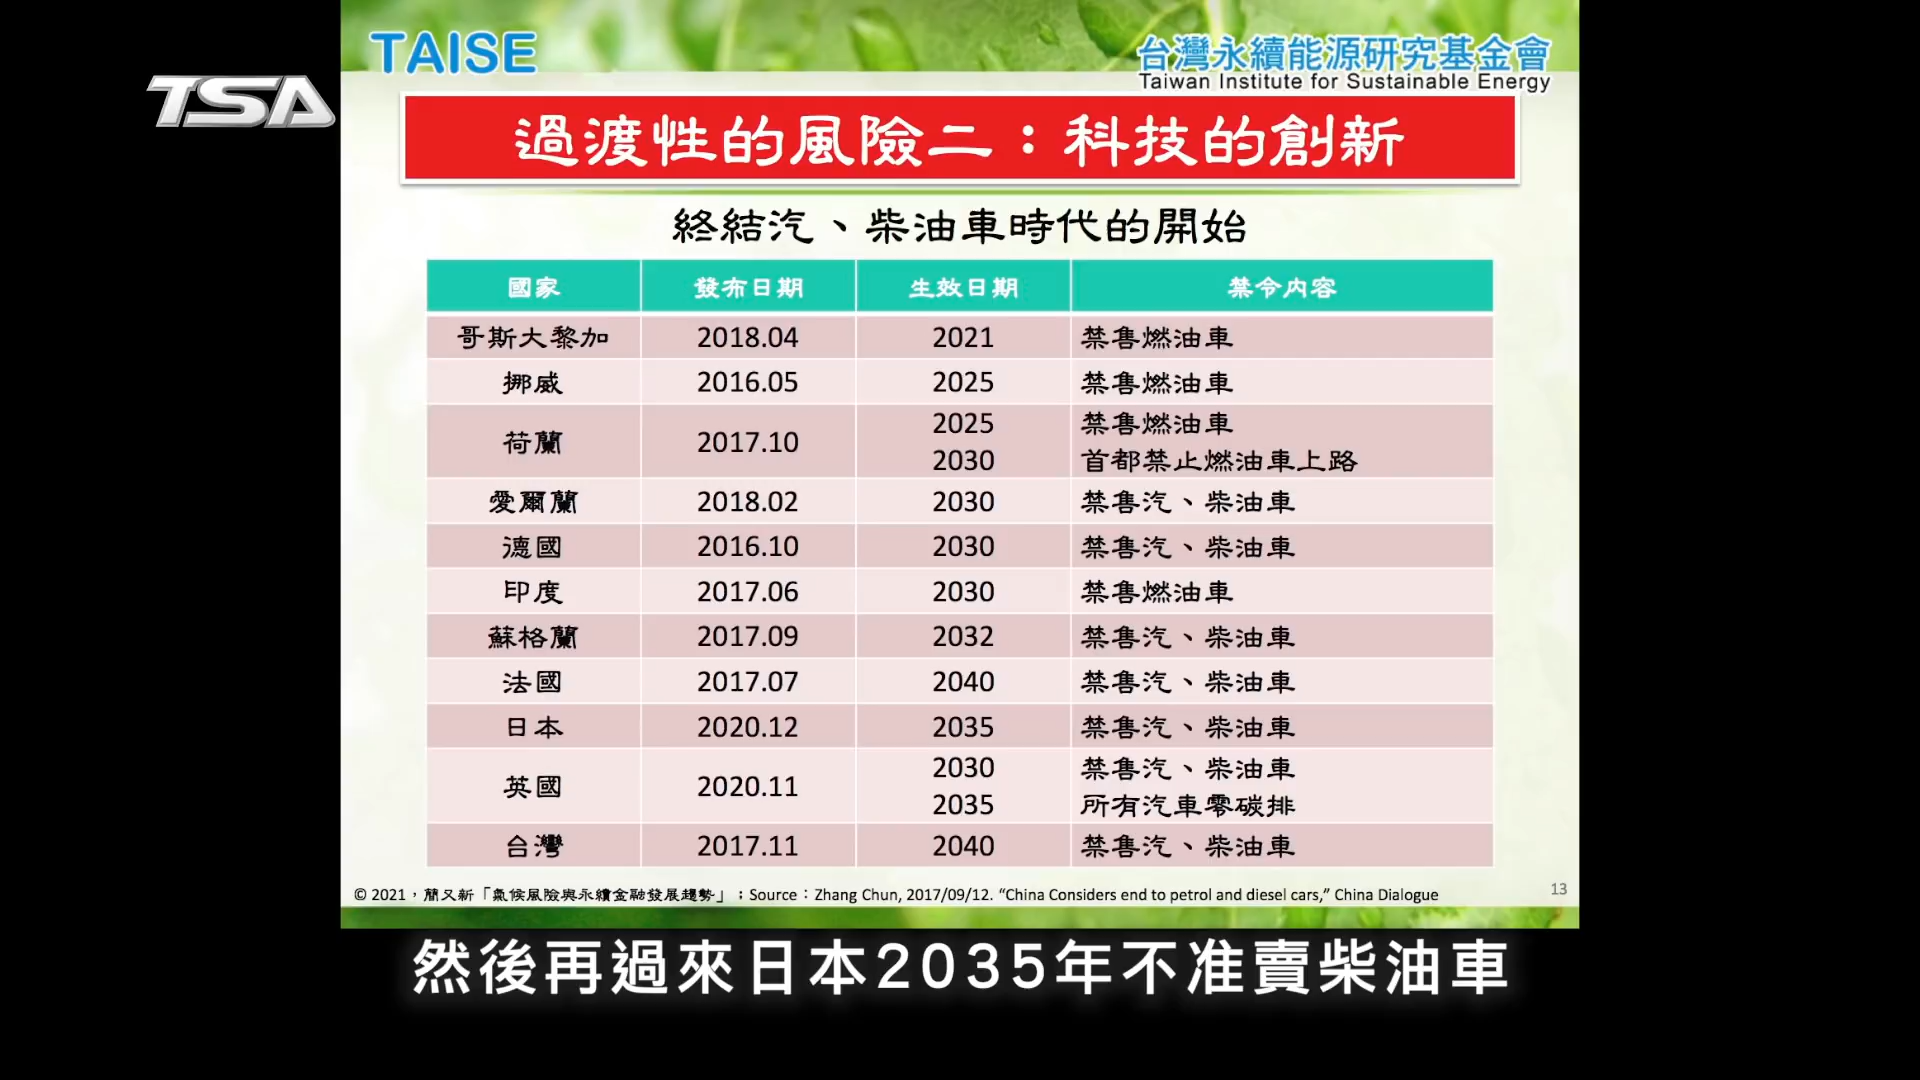 TAISE
台灣永續能源研究基金會
Taiwan Institute for Sustainable Energy
TSA
過渡性的風險二：科技的創新
終結汽、柴油車時代的開始
國家 發布日期 生效日期 禁令内容
哥斯大黎加 2018.04 2021 禁售燃油車
挪威 2016.05 2025 禁售燃油車
荷蘭 2017.10 2025 禁售燃油車
2030 首都禁止燃油車上路
愛爾蘭 2018.02 2030 禁售汽、柴油車
德國 2016.10 2030 禁售汽、柴油車
印度 2017.06 2030 禁售燃油車
蘇格蘭 2017.09 2032 禁售汽、柴油車
法國 2017.07 2040 禁售汽、柴油車
日本 2020.12 2035 禁售汽、柴油車
英國 2020.11 2030 禁售汽、柴油車
2035 所有汽車零碳排
台灣 2017.11 2040 禁售汽、柴油車
© 2021，簡又新「氣候風險與永續金融發展趨勢」；Source：Zhang Chun, 2017/09/12. “China Considers end to petrol and diesel cars,” China Dialogue
13
然後再過來日本2035年不准賣柴油車